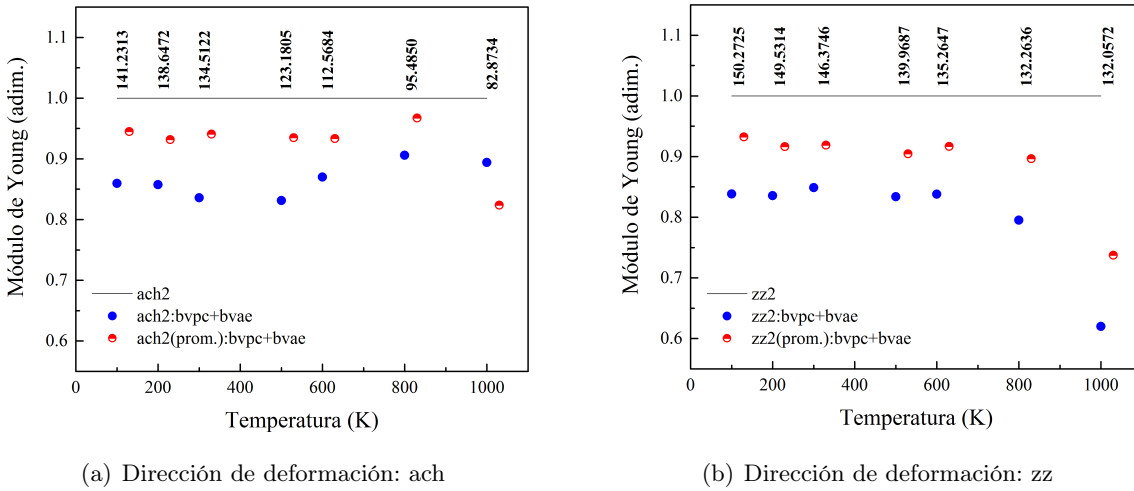 141.2313
138.6472
134.5122
123.1805
112.5684
95.4850
82.8734
1.1
1.0
0.9
0.8
0.7
0.6
Módulo de Young (adim.)
ach2
ach2:bvpc+bvae
ach2(prom.):bvpc+bvae
0 200 400 600 800 1000
Temperatura (K)
(a) Dirección de deformación: ach
150.2725
149.5314
146.3746
139.9687
135.2647
132.2636
132.0572
1.1
1.0
0.9
0.8
0.7
0.6
Módulo de Young (adim.)
zz2
zz2:bvpc+bvae
zz2(prom.):bvpc+bvae
0 200 400 600 800 1000
Temperatura (K)
(b) Dirección de deformación: zz